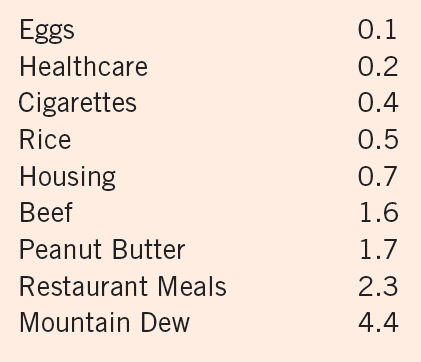 Eggs 0.1
Healthcare 0.2
Cigarettes 0.4
Rice 0.5
Housing 0.7
Beef 1.6
Peanut Butter 1.7
Restaurant Meals 2.3
Mountain Dew 4.4